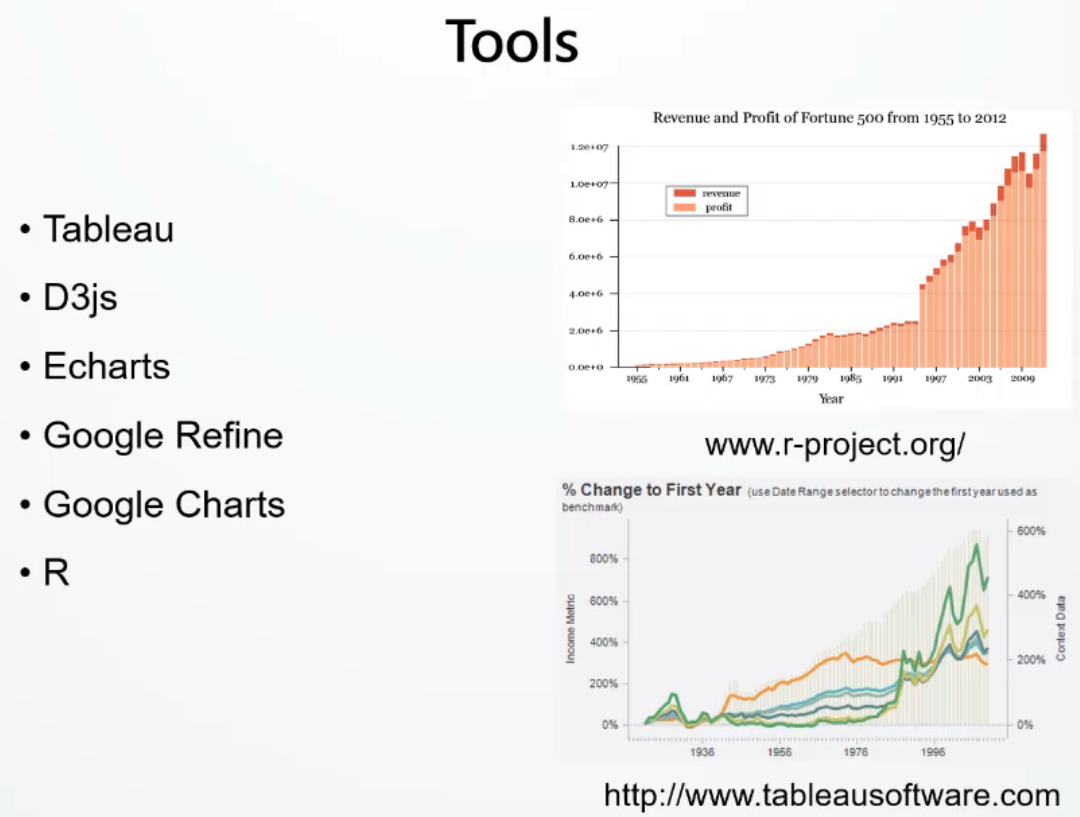 Tools
• Tableau
• D3js
• Echarts
• Google Refine
• Google Charts
• R
Revenue and Profit of Fortune 500 from 1955 to 2012
1.2e+07
1.0e+07
8.0e+6
6.0e+6
4.0e+6
2.0e+6
0.0e+0
revenue
profit
1955 1961 1967 1973 1979 1985 1991 1997 2003 2009
Year
www.r-project.org/
% Change to First Year (use Date Range selector to change the first year used as
benchmark)
Income Metric
800%
600%
400%
200%
0%
600%
400%
200%
0%
Context Data
1936 1956 1976 1996
http://www.tableausoftware.com